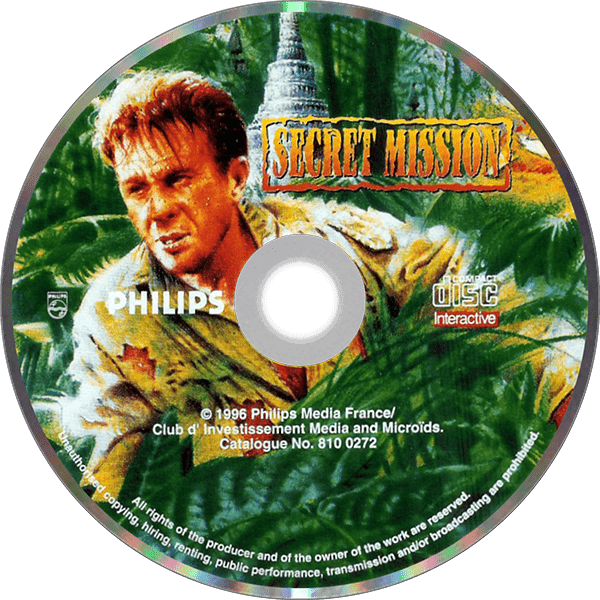 SECRET MISSION
PHILIPS
PHILIPS
COMPACT
disc
Interactive
© 1996 Philips Media France/
Club d' Investissement Media and Microïds.
Catalogue No. 810 0272
All rights of the producer and of the owner of the work are reserved.
Unauthorised copying, hiring, renting, public performance, transmission and/or broadcasting are prohibited.